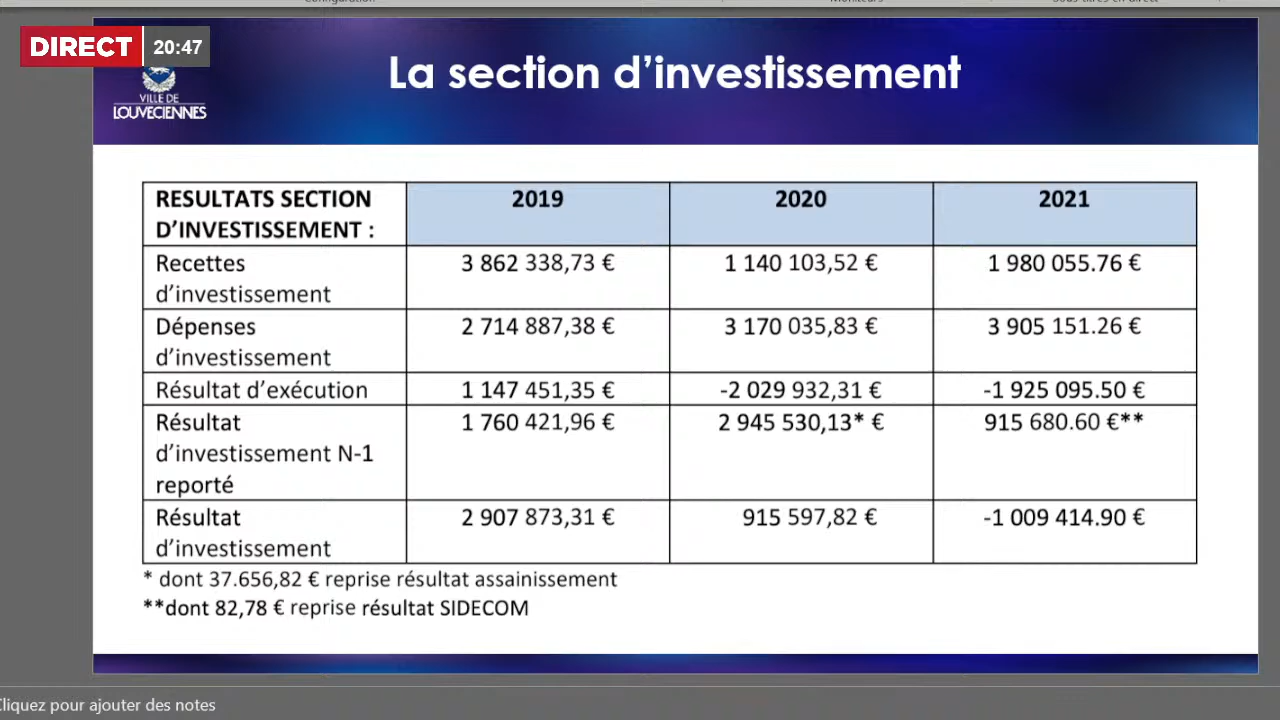 DIRECT 20:47
VILLE DE
LOUVECIENNES
La section d’investissement
RESULTATS SECTION
D’INVESTISSEMENT :
2019 2020 2021
Recettes
d’investissement
3 862 338,73 € 1 140 103,52 € 1 980 055.76 €
Dépenses
d’investissement
2 714 887,38 € 3 170 035,83 € 3 905 151.26 €
Résultat d’exécution 1 147 451,35 € -2 029 932,31 € -1 925 095.50 €
Résultat
d’investissement N-1
reporté
1 760 421,96 € 2 945 530,13* € 915 680.60 €**
Résultat
d’investissement
2 907 873,31 € 915 597,82 € -1 009 414.90 €
* dont 37.656,82 € reprise résultat assainissement
**dont 82,78 € reprise résultat SIDECOM
Cliquez pour ajouter des notes